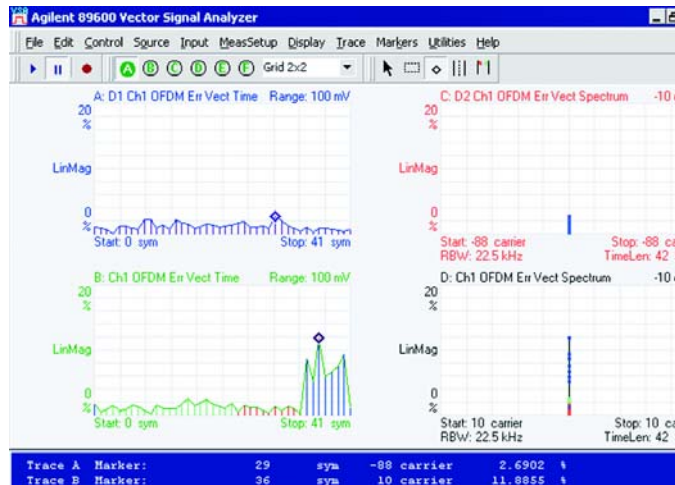 Agilent 89600 Vector Signal Analyzer
File Edit Control Source Input MeasSetup Display Trace Markers Utilities Help
A B C D E F Grid 2x2
A: D1 Ch1 OFDM Err Vect Time Range: 100 mV
20
%
LinMag
0
%
Start: 0 sym Stop: 41 sym
C: D2 Ch1 OFDM Err Vect Spectrum -10
20
%
LinMag
0
%
Start: -88 carrier Stop: -88 carrier
RBW: 22.5 kHz TimeLen: 42
B: Ch1 OFDM Err Vect Time Range: 100 mV
20
%
LinMag
0
%
Start: 0 sym Stop: 41 sym
D: Ch1 OFDM Err Vect Spectrum -10
20
%
LinMag
0
%
Start: 10 carrier Stop: 10
RBW: 22.5 kHz TimeLen: 42
Trace A Marker: 29 sym -88 carrier 2.6902 %
Trace B Marker: 36 sym 10 carrier 11.8855 %